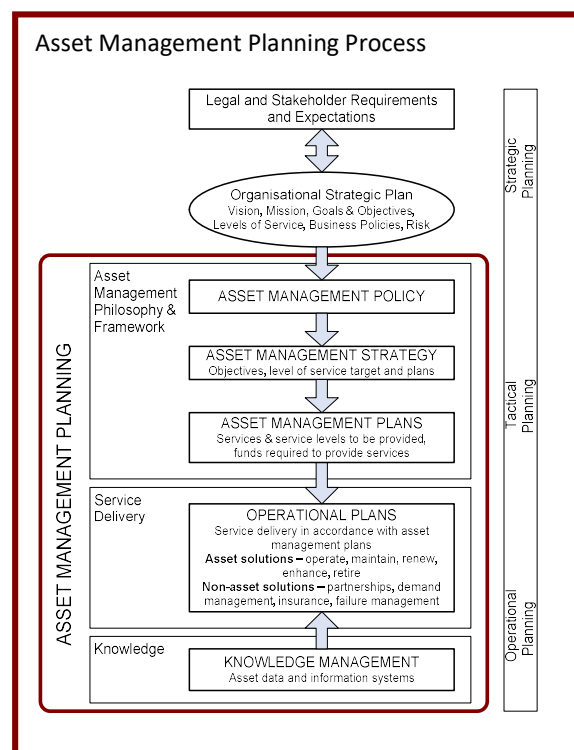 Asset Management Planning Process
Legal and Stakeholder Requirements
and Expectations
Organisational Strategic Plan
Vision, Mission, Goals & Objectives,
Levels of Service, Business Policies, Risk
Strategic
Planning
ASSET MANAGEMENT PLANNING
Asset
Management
Philosophy &
Framework
ASSET MANAGEMENT POLICY
ASSET MANAGEMENT STRATEGY
Objectives, level of service target and plans
ASSET MANAGEMENT PLANS
Services & service levels to be provided,
funds required to provide services
Tactical
Planning
Service
Delivery
OPERATIONAL PLANS
Service delivery in accordance with asset
management plans
Asset solutions – operate, maintain, renew,
enhance, retire
Non-asset solutions – partnerships, demand
management, insurance, failure management
Operational
Planning
Knowledge
KNOWLEDGE MANAGEMENT
Asset data and information systems